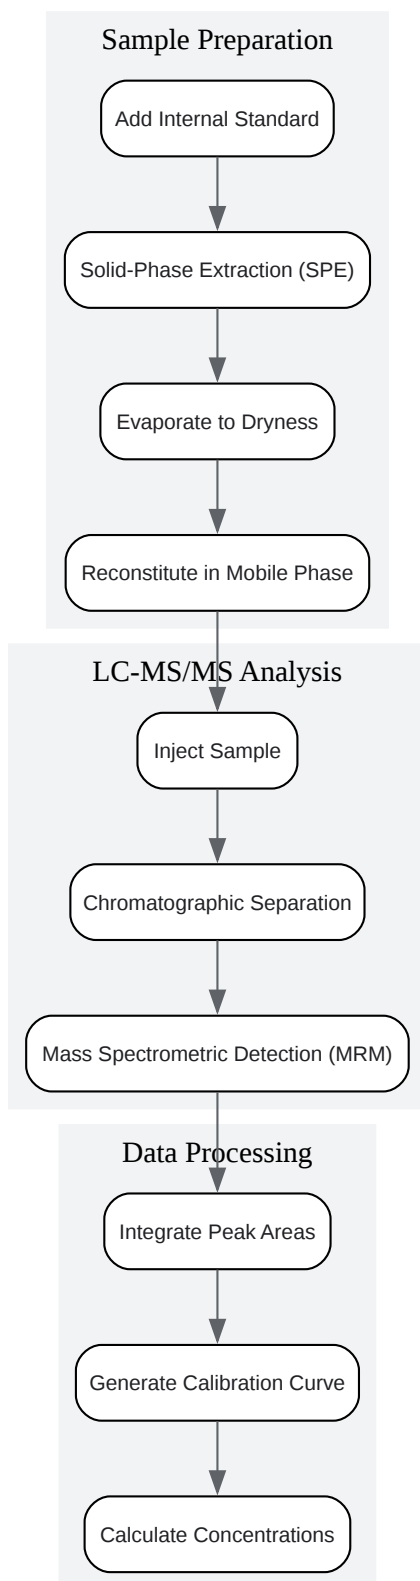 Sample Preparation
Add Internal Standard
Solid-Phase Extraction (SPE)
Evaporate to Dryness
Reconstitute in Mobile Phase
LC-MS/MS Analysis
Inject Sample
Chromatographic Separation
Mass Spectrometric Detection (MRM)
Data Processing
Integrate Peak Areas
Generate Calibration Curve
Calculate Concentrations